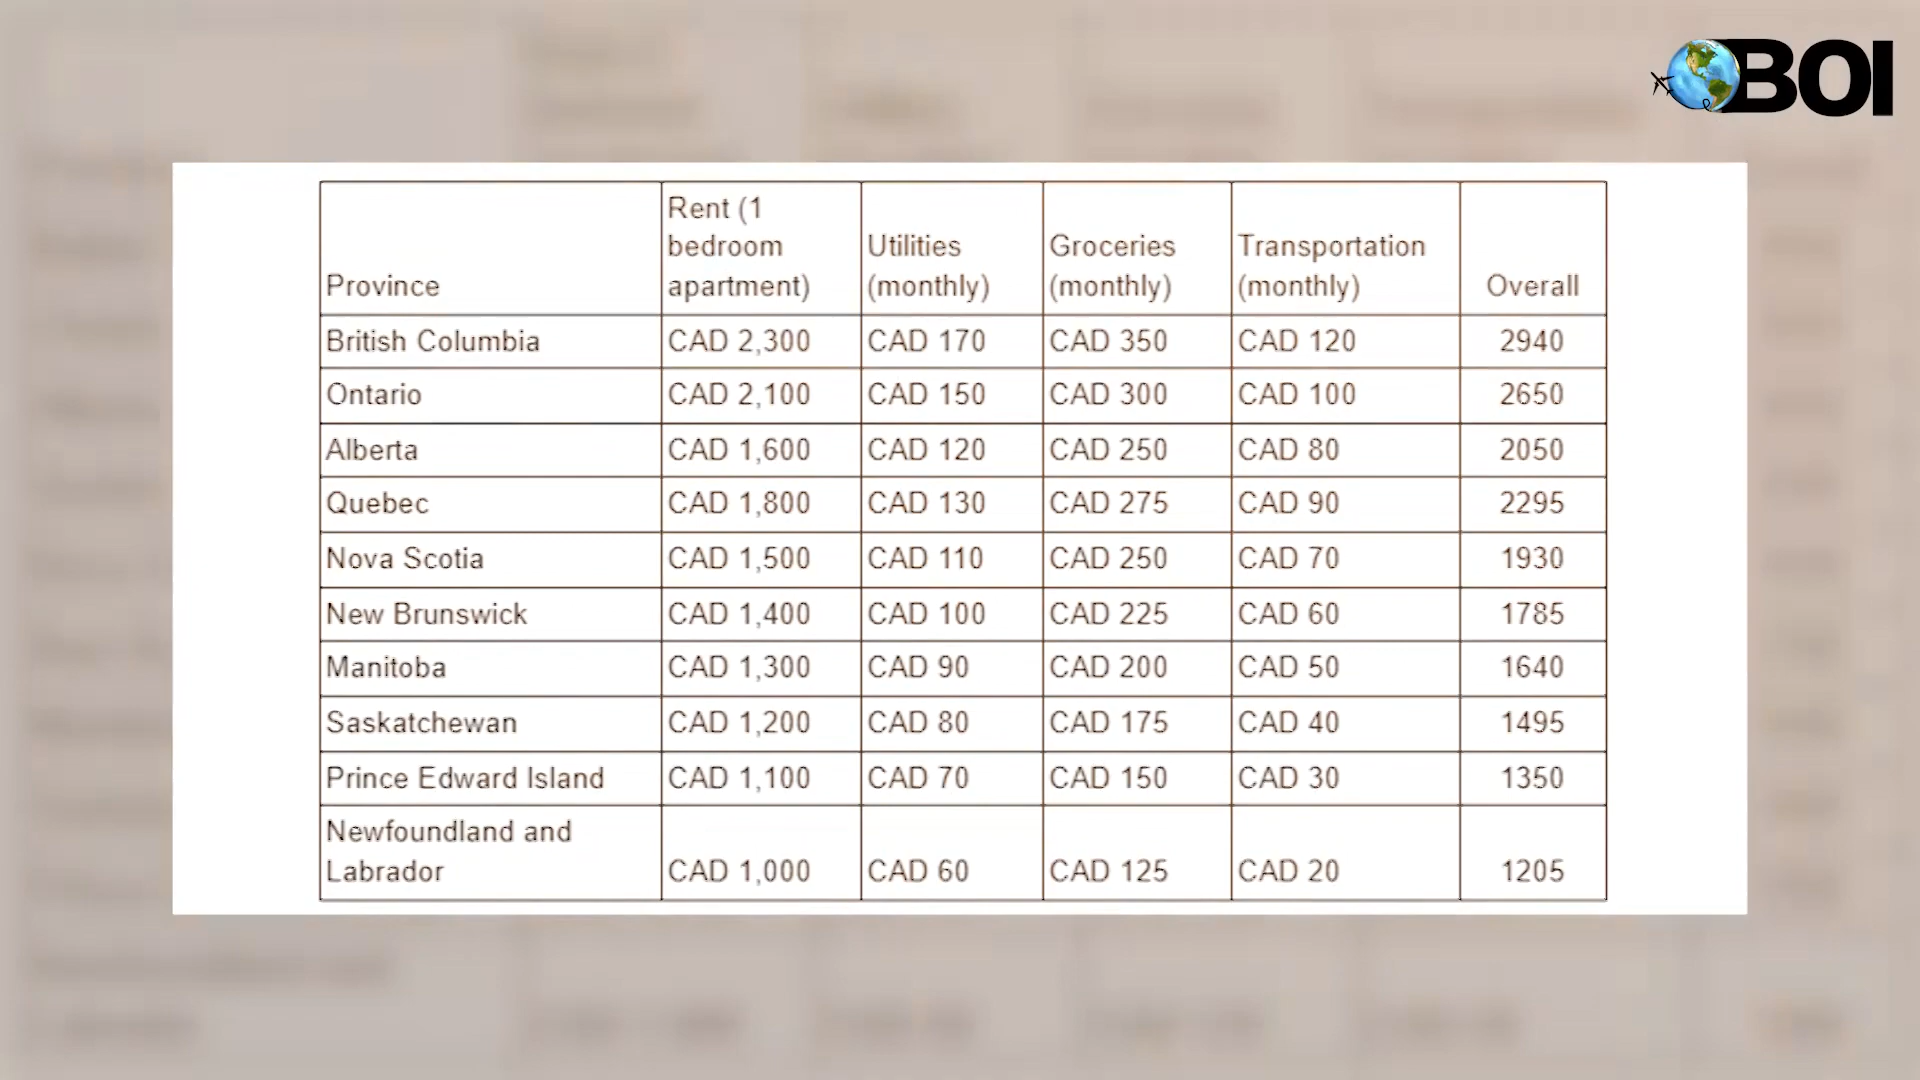 BOI
Province Rent (1 bedroom apartment) Utilities (monthly) Groceries (monthly) Transportation (monthly) Overall
British Columbia CAD 2,300 CAD 170 CAD 350 CAD 120 2940
Ontario CAD 2,100 CAD 150 CAD 300 CAD 100 2650
Alberta CAD 1,600 CAD 120 CAD 250 CAD 80 2050
Quebec CAD 1,800 CAD 130 CAD 275 CAD 90 2295
Nova Scotia CAD 1,500 CAD 110 CAD 250 CAD 70 1930
New Brunswick CAD 1,400 CAD 100 CAD 225 CAD 60 1785
Manitoba CAD 1,300 CAD 90 CAD 200 CAD 50 1640
Saskatchewan CAD 1,200 CAD 80 CAD 175 CAD 40 1495
Prince Edward Island CAD 1,100 CAD 70 CAD 150 CAD 30 1350
Newfoundland and Labrador CAD 1,000 CAD 60 CAD 125 CAD 20 1205